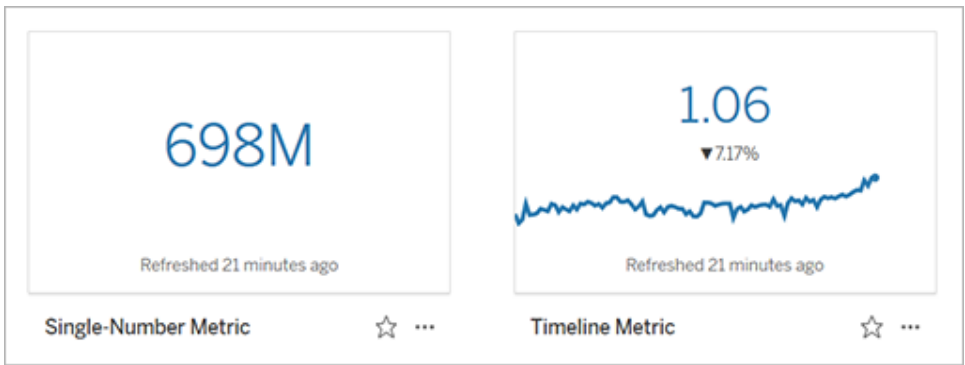 698M
Refreshed 21 minutes ago
Single-Number Metric
1.06
▼7.17%
Refreshed 21 minutes ago
Timeline Metric